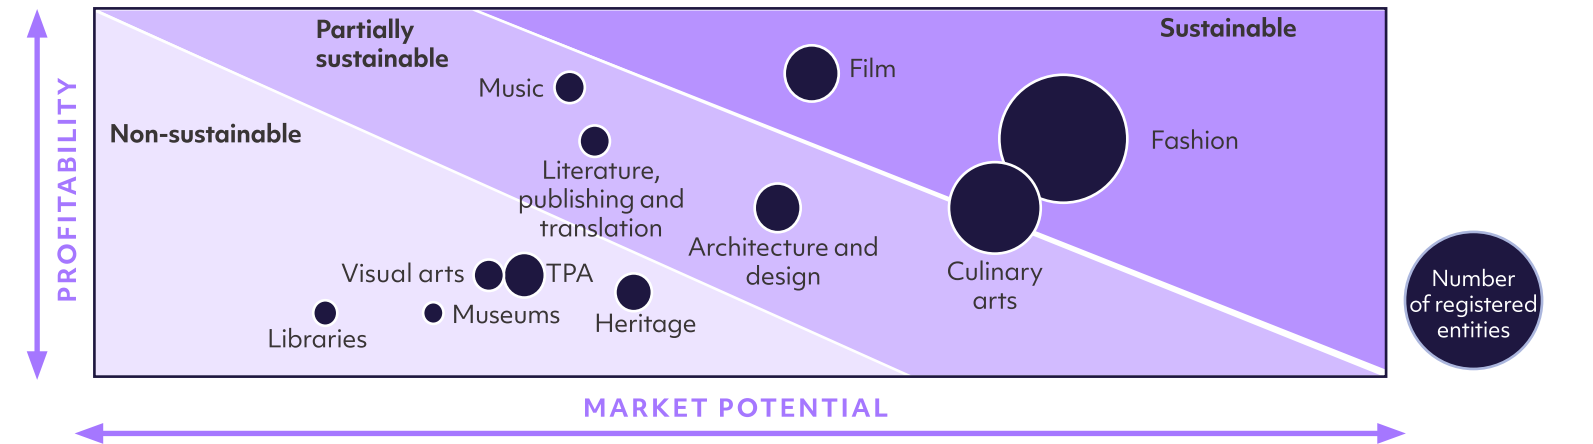 Partially
sustainable
Sustainable
Music
Film
PROFITABILITY
Non-sustainable
Fashion
Literature,
publishing and
translation
Architecture and
design
Visual arts
TPA
Culinary
arts
Museums
Libraries
Heritage
Number
of registered
entities
MARKET POTENTIAL